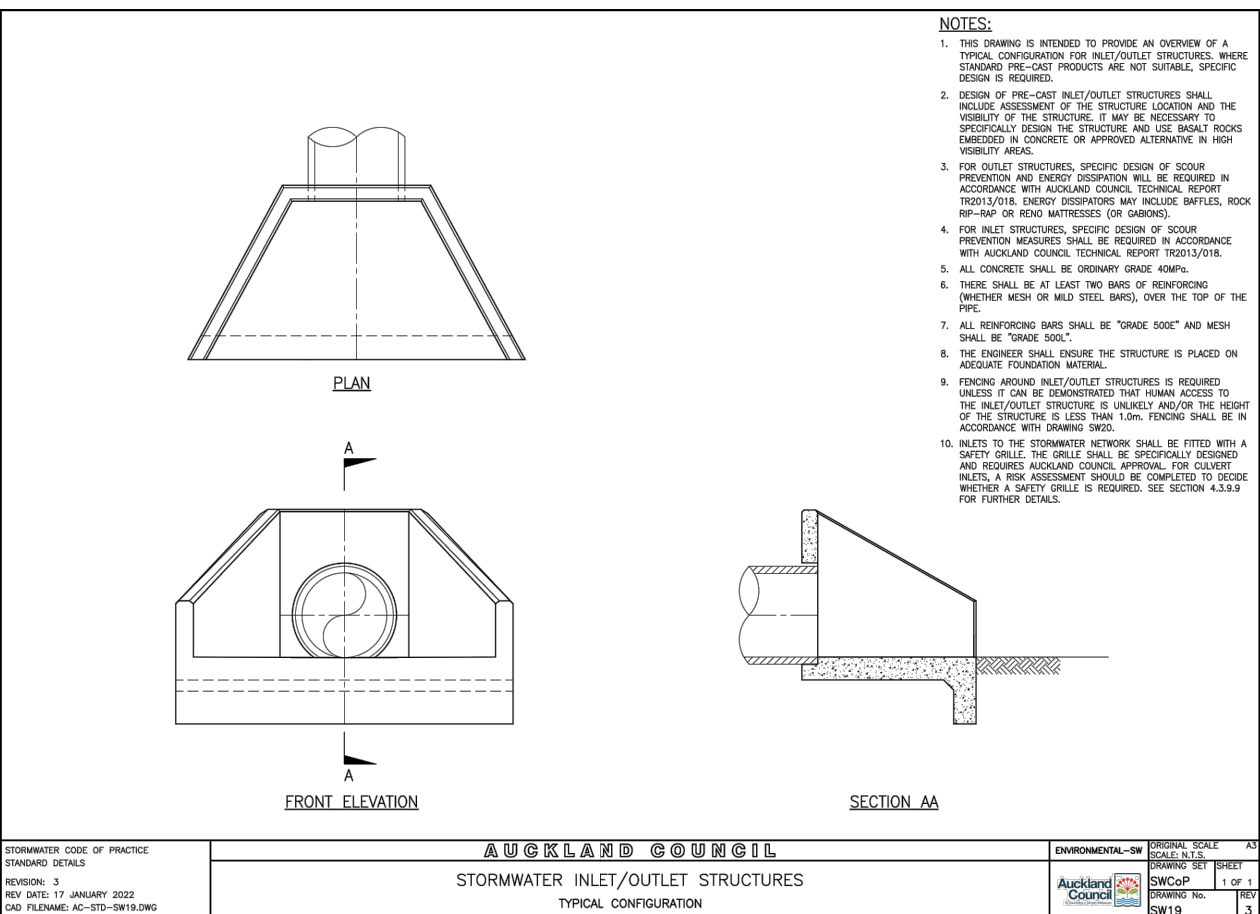 NOTES:
1. THIS DRAWING IS INTENDED TO PROVIDE AN OVERVIEW OF A
TYPICAL CONFIGURATION FOR INLET/OUTLET STRUCTURES. WHERE
STANDARD PRE-CAST PRODUCTS ARE NOT SUITABLE, SPECIFIC
DESIGN IS REQUIRED.
2. DESIGN OF PRE-CAST INLET/OUTLET STRUCTURES SHALL
INCLUDE ASSESSMENT OF THE STRUCTURE LOCATION AND THE
VISIBILITY OF THE STRUCTURE. IT MAY BE NECESSARY TO
SPECIFICALLY DESIGN THE STRUCTURE AND USE BASALT ROCKS
EMBEDDED IN CONCRETE OR APPROVED ALTERNATIVE IN HIGH
VISIBILITY AREAS.
3. FOR OUTLET STRUCTURES, SPECIFIC DESIGN OF SCOUR
PREVENTION AND ENERGY DISSIPATION WILL BE REQUIRED IN
ACCORDANCE WITH AUCKLAND COUNCIL TECHNICAL REPORT
TR2013/018. ENERGY DISSIPATORS MAY INCLUDE BAFFLES, ROCK
RIP-RAP OR RENO MATTRESSES (OR GABIONS).
4. FOR INLET STRUCTURES, SPECIFIC DESIGN OF SCOUR
PREVENTION MEASURES SHALL BE REQUIRED IN ACCORDANCE
WITH AUCKLAND COUNCIL TECHNICAL REPORT TR2013/018.
5. ALL CONCRETE SHALL BE ORDINARY GRADE 40MPa.
6. THERE SHALL BE AT LEAST TWO BARS OF REINFORCING
(WHETHER MESH OR MILD STEEL BARS), OVER THE TOP OF THE
PIPE.
7. ALL REINFORCING BARS SHALL BE "GRADE 500E" AND MESH
SHALL BE "GRADE 500L".
8. THE ENGINEER SHALL ENSURE THE STRUCTURE IS PLACED ON
ADEQUATE FOUNDATION MATERIAL.
9. FENCING AROUND INLET/OUTLET STRUCTURES IS REQUIRED
UNLESS IT CAN BE DEMONSTRATED THAT HUMAN ACCESS TO
THE INLET/OUTLET STRUCTURE IS UNLIKELY AND/OR THE HEIGHT
OF THE STRUCTURE IS LESS THAN 1.0m. FENCING SHALL BE IN
ACCORDANCE WITH DRAWING SW20.
10. INLETS TO THE STORMWATER NETWORK SHALL BE FITTED WITH A
SAFETY GRILLE. THE GRILLE SHALL BE SPECIFICALLY DESIGNED
AND REQUIRES AUCKLAND COUNCIL APPROVAL. FOR CULVERT
INLETS, A RISK ASSESSMENT SHOULD BE COMPLETED TO DECIDE
WHETHER A SAFETY GRILLE IS REQUIRED. SEE SECTION 4.3.9.9
FOR FURTHER DETAILS.
PLAN
A
A
FRONT ELEVATION
SECTION AA
STORMWATER CODE OF PRACTICE
STANDARD DETAILS
REVISION: 3
REV DATE: 17 JANUARY 2022
CAD FILENAME: AC-STD-SW19.DWG
AUCKLAND COUNCIL
STORMWATER INLET/OUTLET STRUCTURES
TYPICAL CONFIGURATION
ENVIRONMENTAL-SW
Auckland
Council
ORIGINAL SCALE A3
SCALE: N.T.S.
DRAWING SET SHEET
SWCoP 1 OF 1
DRAWING No. REV
SW19 3